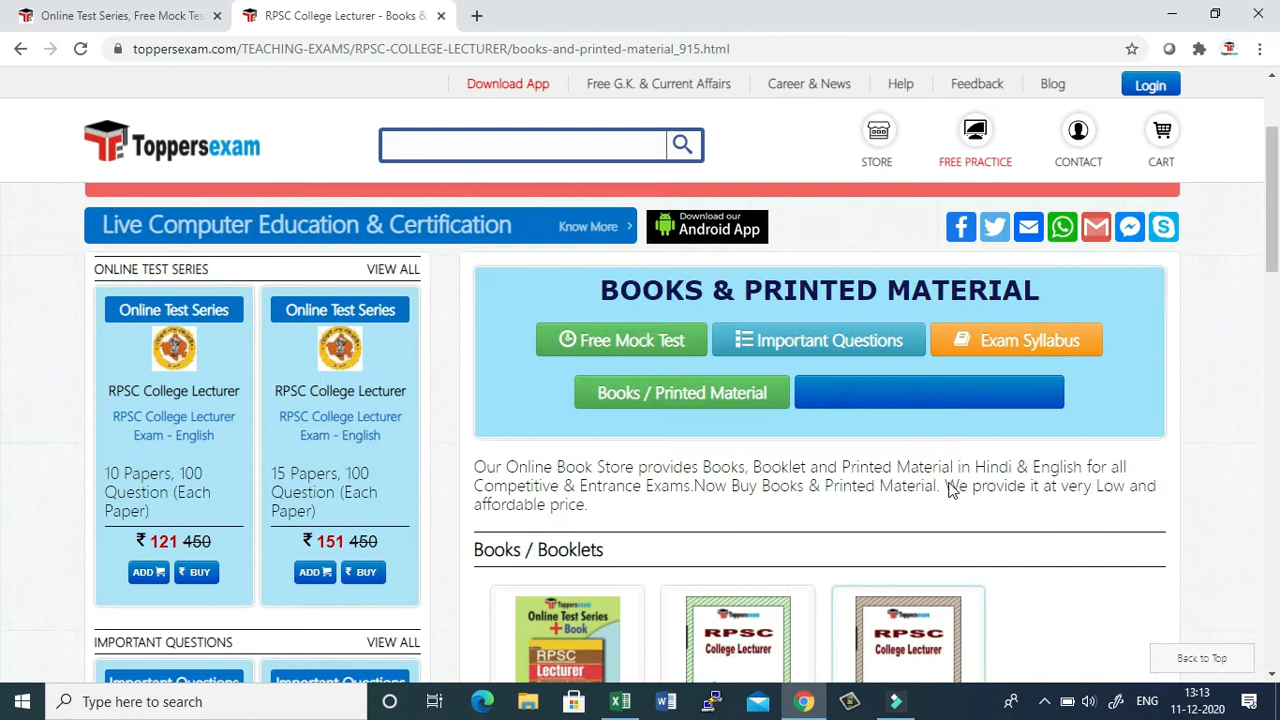 Online Test Series, Free Mock Tes
RPSC College Lecturer - Books &
toppersexam.com/TEACHING-EXAMS/RPSC-COLLEGE-LECTURER/books-and-printed-material_915.html
Download App
Free G.K. & Current Affairs
Career & News
Help
Feedback
Blog
Login
Toppersexam
STORE
FREE PRACTICE
CONTACT
CART
Live Computer Education & Certification
Know More
Download our
Android App
ONLINE TEST SERIES
VIEW ALL
Online Test Series
RPSC College Lecturer
RPSC College Lecturer
Exam - English
10 Papers, 100
Question (Each
Paper)
₹ 121 450
ADD
₹ BUY
Online Test Series
RPSC College Lecturer
RPSC College Lecturer
Exam - English
15 Papers, 100
Question (Each
Paper)
₹ 151 450
ADD
₹ BUY
IMPORTANT QUESTIONS
VIEW ALL
Important Questions
Important Questions
BOOKS & PRINTED MATERIAL
Free Mock Test
Important Questions
Exam Syllabus
Books / Printed Material
Our Online Book Store provides Books, Booklet and Printed Material in Hindi & English for all
Competitive & Entrance Exams.Now Buy Books & Printed Material. We provide it at very Low and
affordable price.
Books / Booklets
Toppersexam
Online Test Series
+Book
RPSC
Lecturer
Toppersexam
RPSC
College Lecturer
Toppersexam
RPSC
College Lecturer
Back to Top
Type here to search
ENG
13:13
11-12-2020